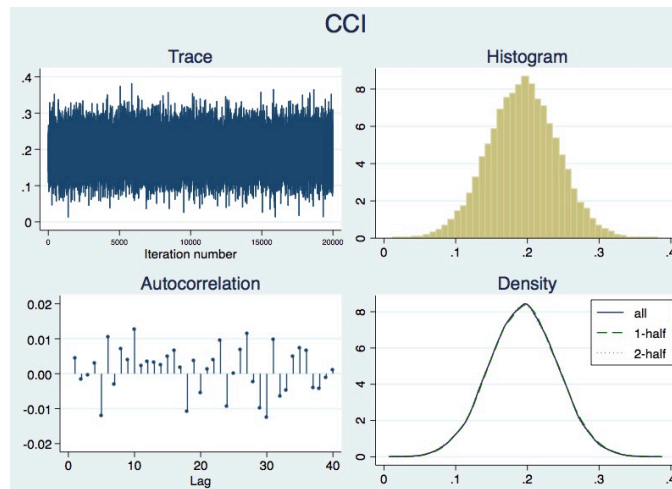 CCI
Trace
.4
.3
.2
.1
0
0 5000 10000 15000 20000
Iteration number
Histogram
8
6
4
2
0
0 .1 .2 .3 .4
Autocorrelation
0.02
0.01
0.00
-0.01
-0.02
0 10 20 30 40
Lag
Density
8
6
4
2
0
0 .1 .2 .3 .4
all
1-half
2-half